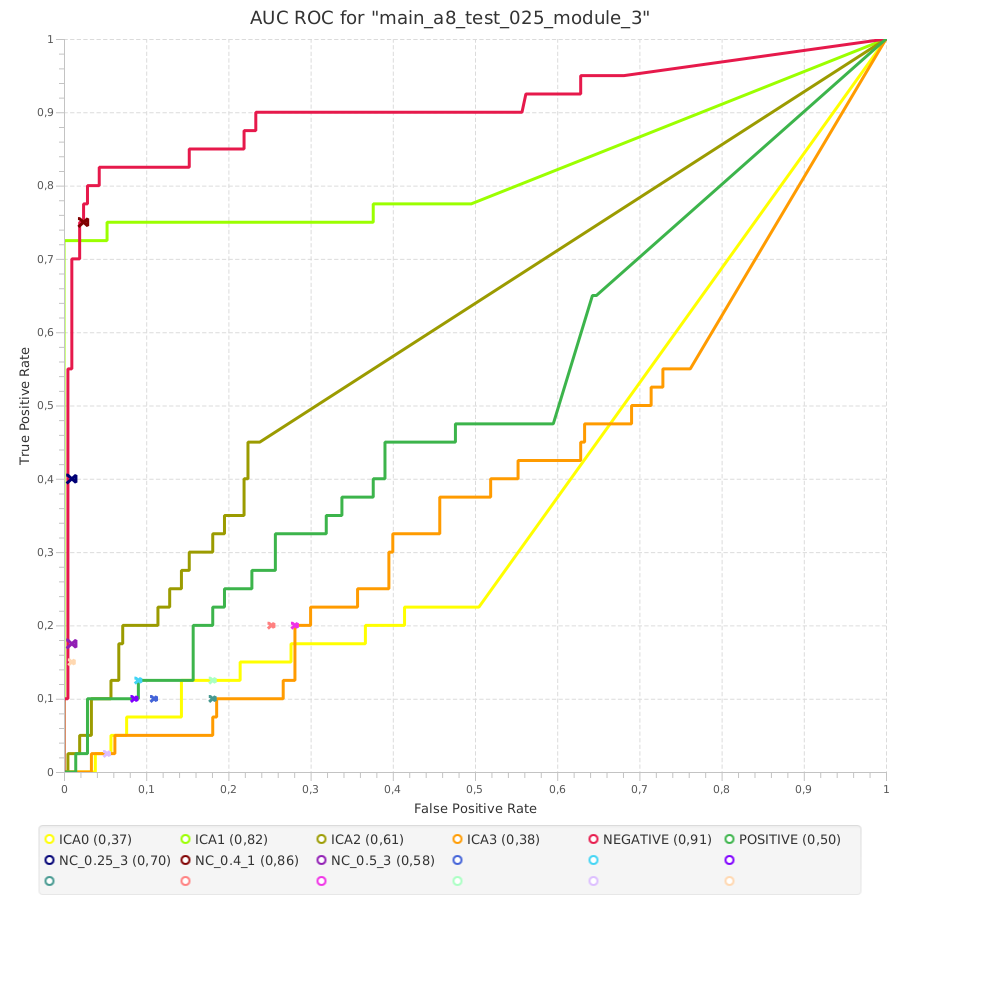 AUC ROC for "main_a8_test_025_module_3"
1
0,9
0,8
0,7
0,6
0,5
0,4
0,3
0,2
0,1
0
True Positive Rate
0 0,1 0,2 0,3 0,4 0,5 0,6 0,7 0,8 0,9 1
False Positive Rate
ICA0 (0,37) ICA1 (0,82) ICA2 (0,61) ICA3 (0,38) NEGATIVE (0,91) POSITIVE (0,50)
NC_0.25_3 (0,70) NC_0.4_1 (0,86) NC_0.5_3 (0,58)